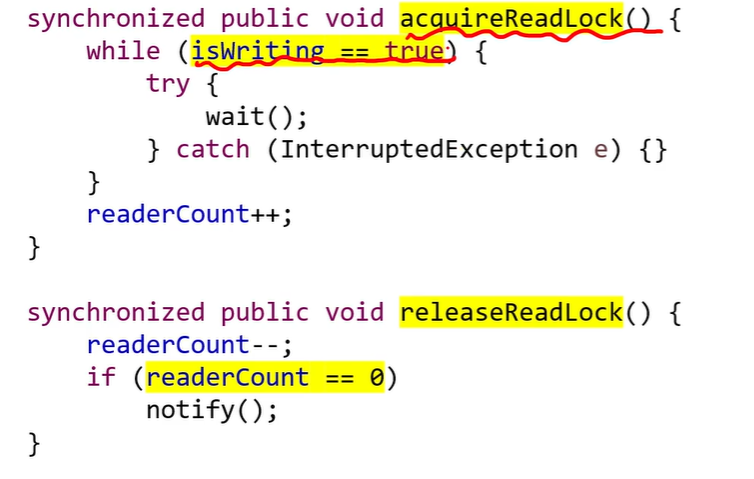 synchronized public void acquireReadLock() {
    while (isWriting == true) {
        try {
            wait();
        } catch (InterruptedException e) {}
    }
    readerCount++;
}
synchronized public void releaseReadLock() {
    readerCount--;
    if (readerCount == 0)
        notify();
}